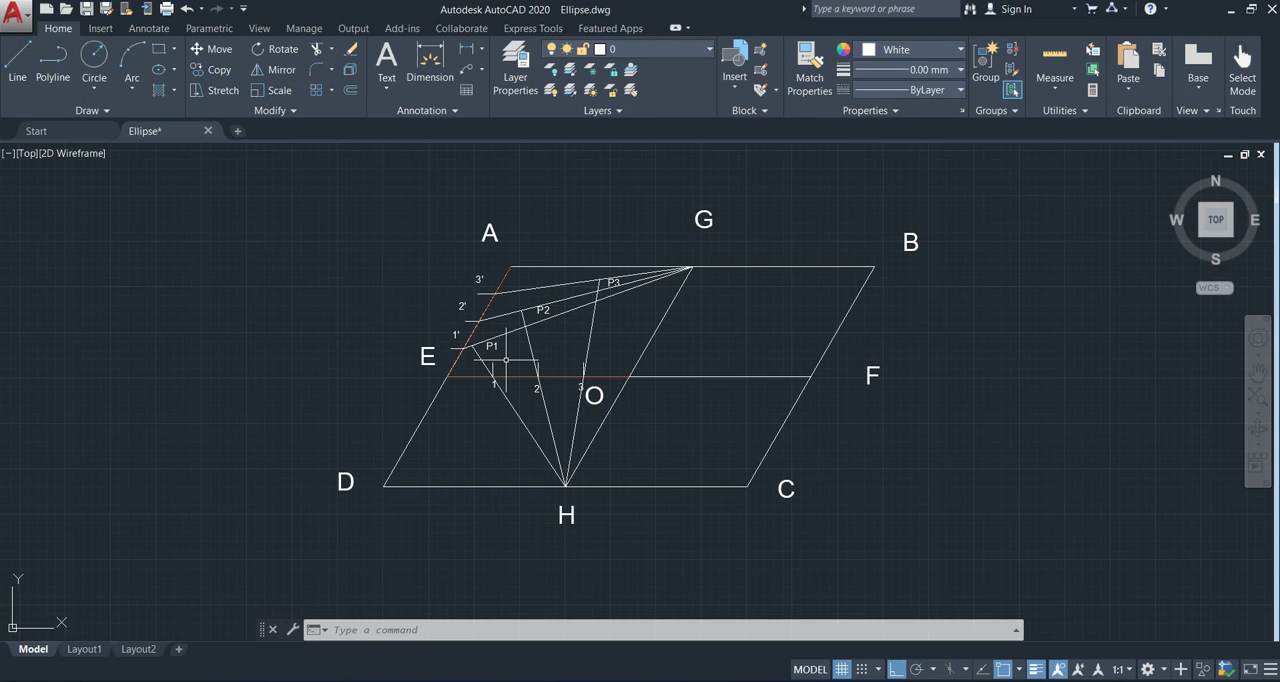 Autodesk AutoCAD 2020 Ellipse.dwg
Type a keyword or phrase
Sign In
Home Insert Annotate Parametric View Manage Output Add-ins Collaborate Express Tools Featured Apps
Line Polyline Circle Arc
Draw
Move Rotate
Copy Mirror
Stretch Scale
Modify
Text Dimension
Annotation
Layer Properties
0
Layers
Insert
Block
Match Properties
White
0.00 mm
ByLayer
Properties
Group
Groups
Measure
Utilities
Paste
Clipboard
Base
View
Select Mode
Touch
Start Ellipse*
[−][Top][2D Wireframe]
N
W TOP E
S
WCS
A
G
B
3'
P3
2'
P2
1'
P1
E
F
1
2
3
O
D
C
H
Y
X
Type a command
Model Layout1 Layout2
MODEL
1:1